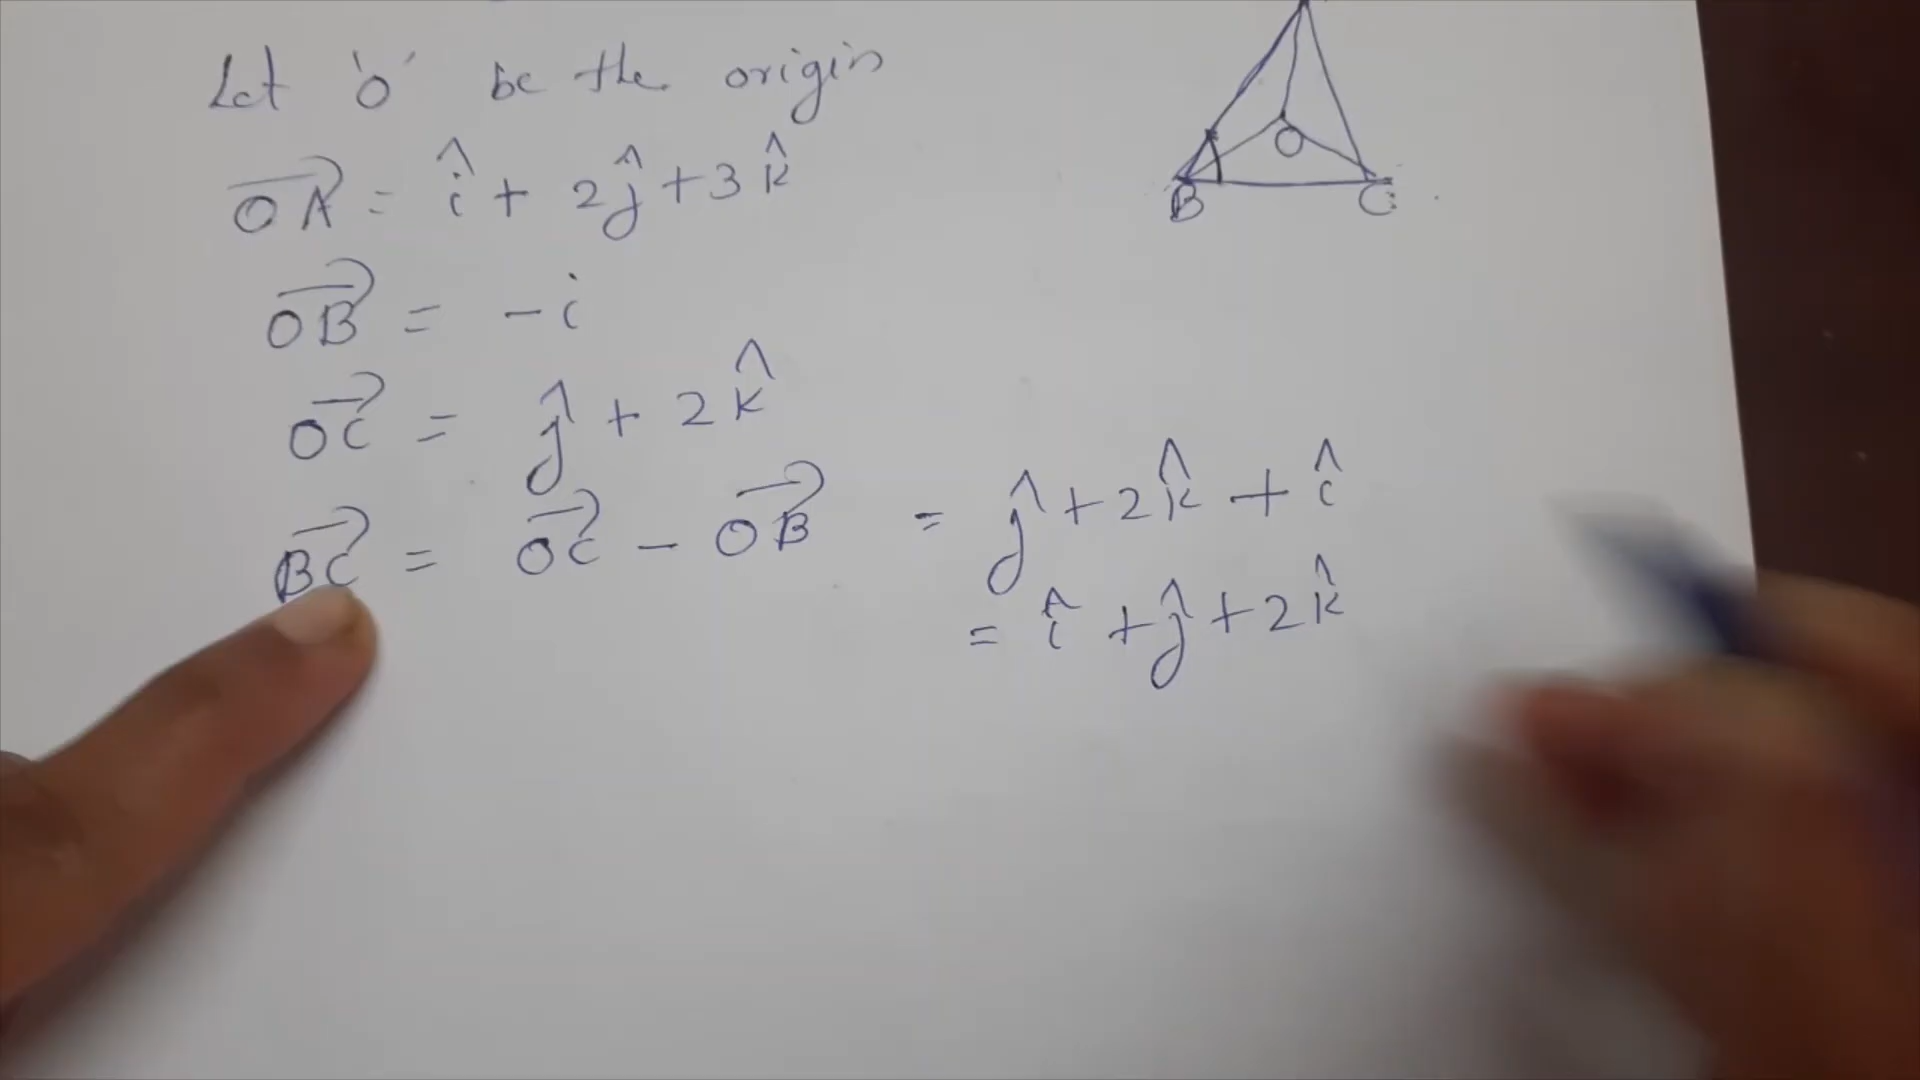 Let 'O' be the origin
O
B C
→OA = î + 2ĵ + 3k̂
→OB = -i
→OC = ĵ + 2k̂
→BC = →OC - →OB = ĵ + 2k̂ + î
= î + ĵ + 2k̂